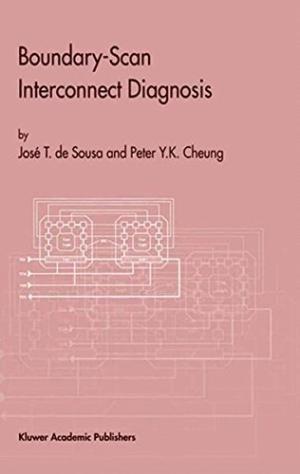 Boundary-Scan
Interconnect Diagnosis
by
José T. de Sousa and Peter Y.K. Cheung
Kluwer Academic Publishers